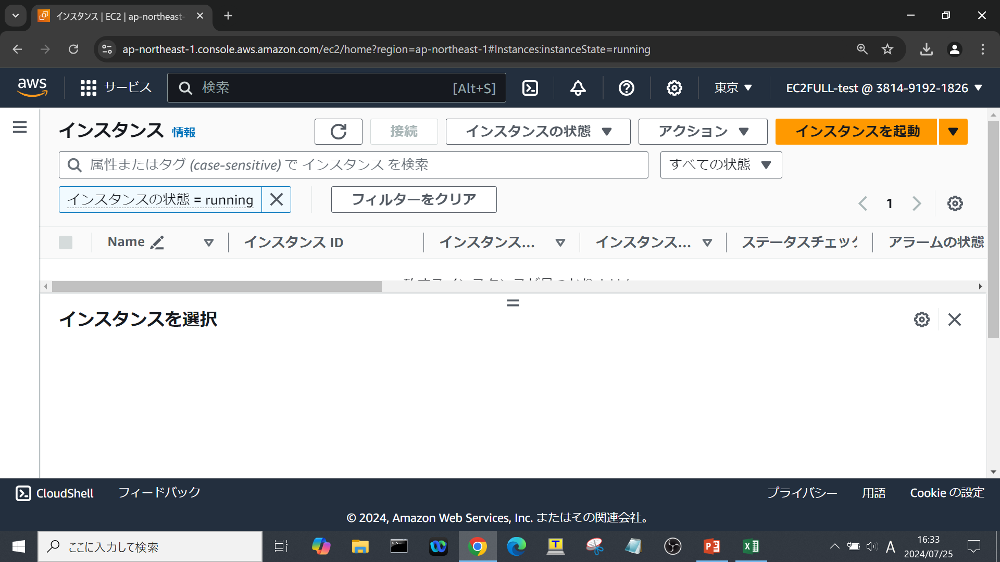 インスタンス | EC2 | ap-northeast-
ap-northeast-1.console.aws.amazon.com/ec2/home?region=ap-northeast-1#Instances:instanceState=running
aws サービス 検索 [Alt+S] 東京 EC2FULL-test @ 3814-9192-1826
インスタンス 情報 接続 インスタンスの状態 アクション インスタンスを起動
属性またはタグ (case-sensitive) で インスタンス を検索 すべての状態
インスタンスの状態 = running フィルターをクリア 1
Name インスタンス ID インスタンス... インスタンス... ステータスチェック アラームの状態
インスタンスを選択
CloudShell フィードバック プライバシー 用語 Cookie の設定
© 2024, Amazon Web Services, Inc. またはその関連会社。
ここに入力して検索 A 16:33
2024/07/25